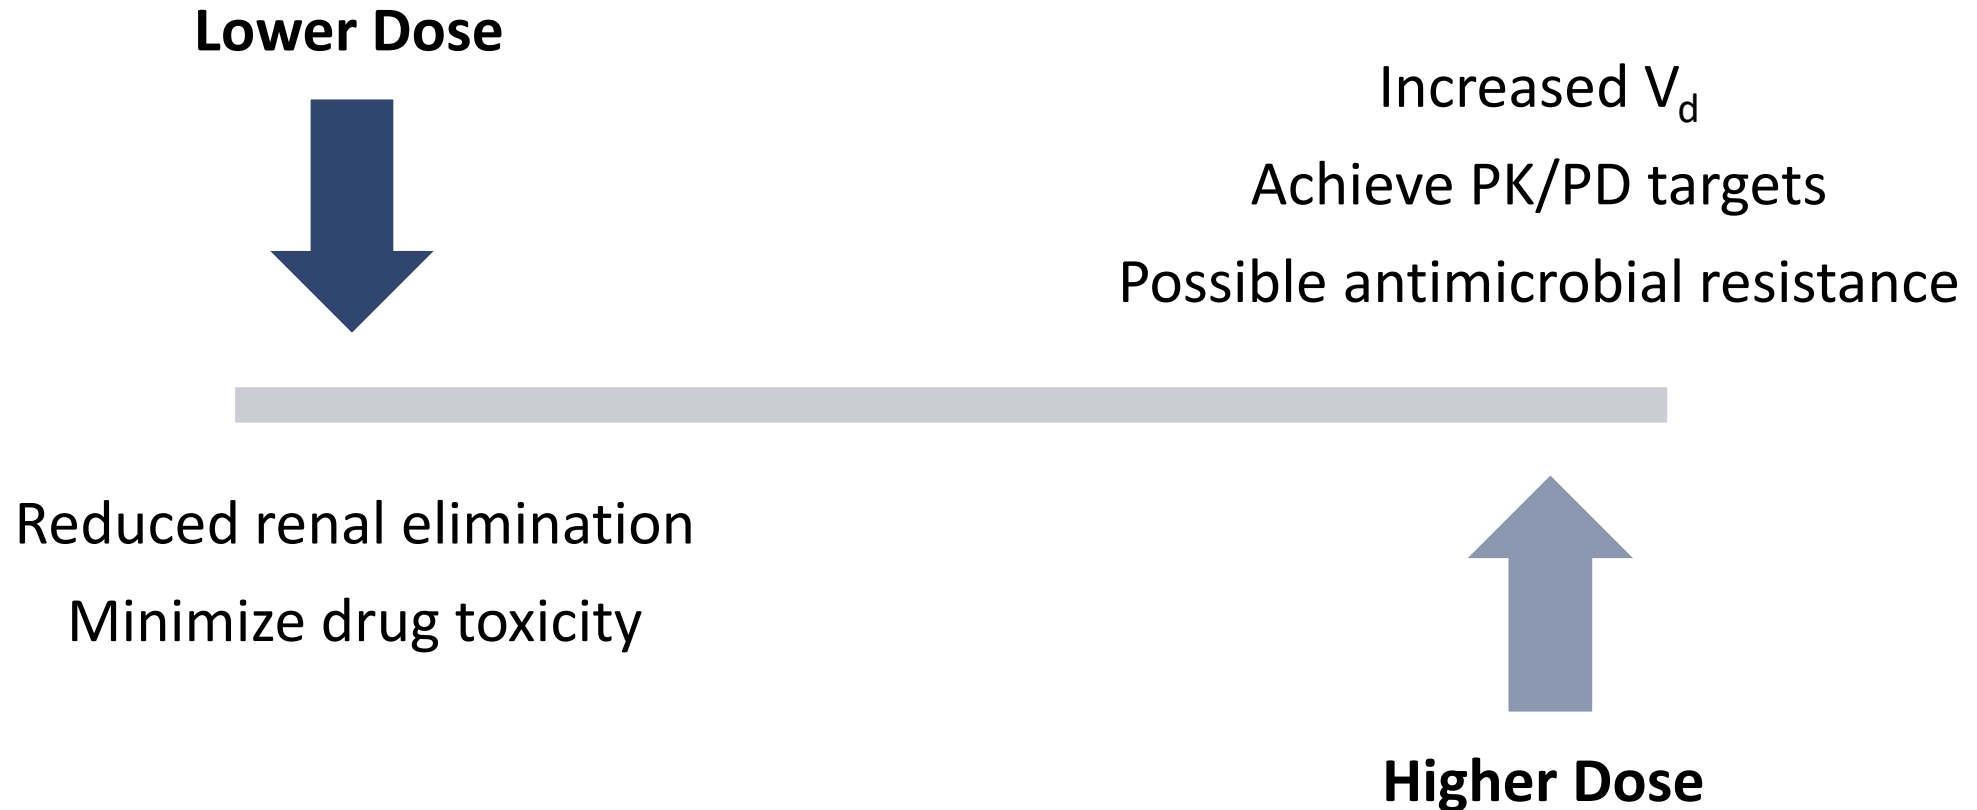 Lower Dose
Increased Vd
Achieve PK/PD targets
Possible antimicrobial resistance
Reduced renal elimination
Minimize drug toxicity
Higher Dose